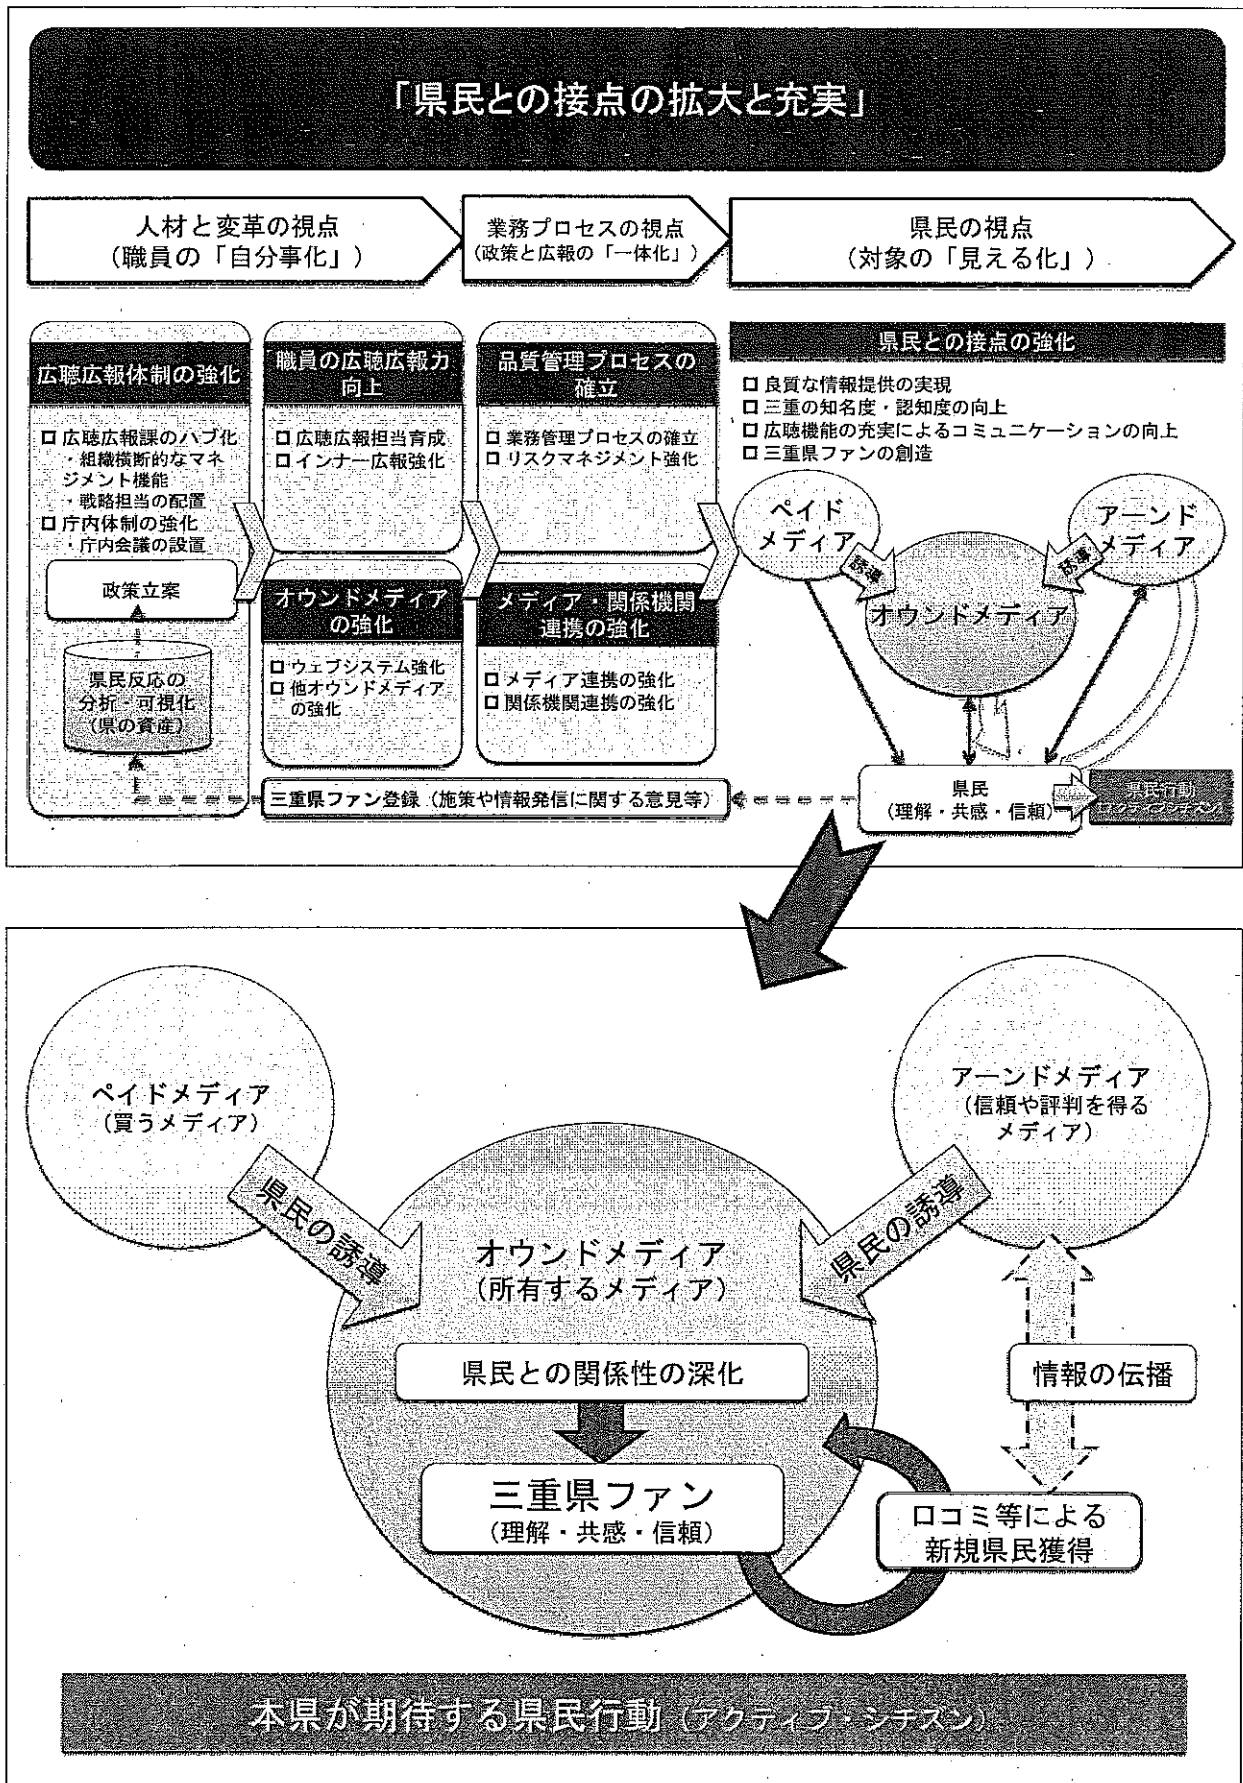 「県民との接点の拡大と充実」
人材と変革の視点
(職員の「自分事化」)
業務プロセスの視点
(政策と広報の「一体化」)
県民の視点
(対象の「見える化」)
広聴広報体制の強化
□ 広聴広報課のハブ化
・組織横断的なマネ
ジメント機能
・戦略担当の配置
□ 庁内体制の強化
・庁内会議の設置
政策立案
県民反応の
分析・可視化
(県の資産)
職員の広聴広報力
向上
□ 広聴広報担当育成
□ インナー広報強化
オウンドメディア
の強化
□ ウェブシステム強化
□ 他オウンドメディア
の強化
品質管理プロセスの
確立
□ 業務管理プロセスの確立
□ リスクマネジメント強化
メディア・関係機関
連携の強化
□ メディア連携の強化
□ 関係機関連携の強化
県民との接点の強化
□ 良質な情報提供の実現
□ 三重の知名度・認知度の向上
□ 広聴機能の充実によるコミュニケーションの向上
□ 三重県ファンの創造
ペイド
メディア
アーンド
メディア
誘導
誘導
オウンドメディア
三重県ファン登録(施策や情報発信に関する意見等)
県民
(理解・共感・信頼)
県民行動
アクティブシチズン
ペイドメディア
(買うメディア)
アーンドメディア
(信頼や評判を得る
メディア)
県民の誘導
県民の誘導
オウンドメディア
(所有するメディア)
県民との関係性の深化
情報の伝播
三重県ファン
(理解・共感・信頼)
口コミ等による
新規県民獲得
本県が期待する県民行動(アクティブ・シチズン)